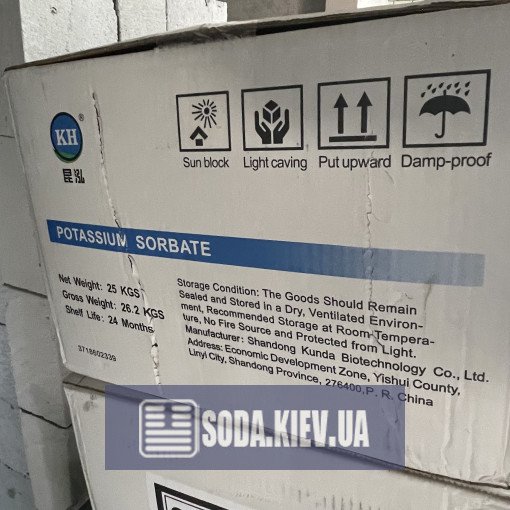 KH
®
昆泓
Sun block
Light caving
Put upward
Damp-proof
POTASSIUM SORBATE
Net Weight: 25 KGS
Gross Weight: 26.2 KGS
Shelf Life: 24 Months
3718602339
Storage Condition: The Goods Should Remain
Sealed and Stored in a Dry, Ventilated Environ-
ment, Recommended Storage at Room-Tempera-
ture, No Fire Source and Protected from Light.
Manufacturer: Shandong Kunda Biotechnology Co., Ltd.
Address: Economic Development Zone, Yishui County,
Linyi City, Shandong Province, 276400,P. R. China
SODA.KIEV.UA